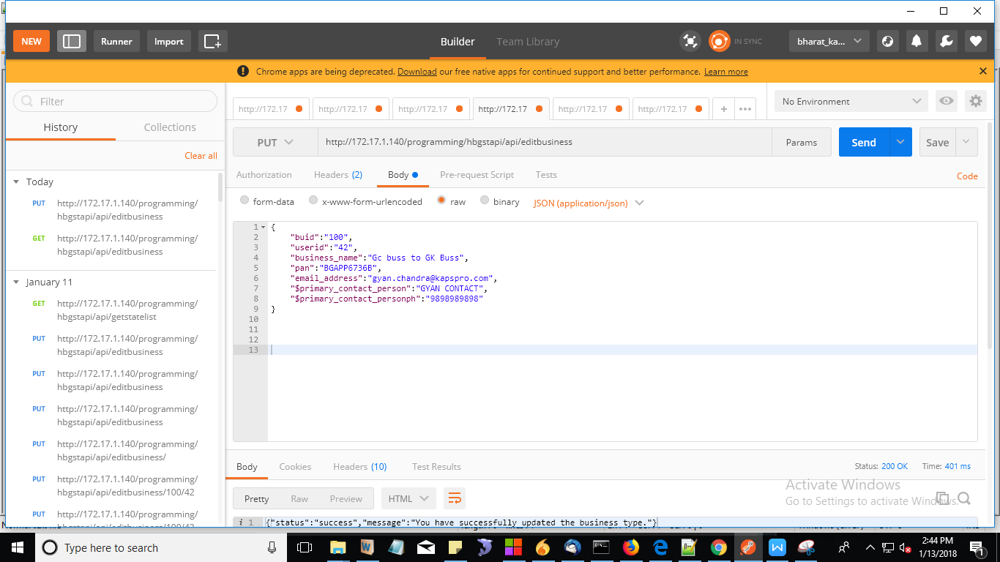 NEW
Runner
Import
Builder
Team Library
IN SYNC
bharat_ka...
Chrome apps are being deprecated. Download our free native apps for continued support and better performance. Learn more
Filter
History
Collections
Clear all
Today
PUT http://172.17.1.140/programming/
hbgstapi/api/editbusiness
GET http://172.17.1.140/programming/
hbgstapi/api/editbusiness
January 11
GET http://172.17.1.140/programming/
hbgstapi/api/getstatelist
PUT http://172.17.1.140/programming/
hbgstapi/api/editbusiness
PUT http://172.17.1.140/programming/
hbgstapi/api/editbusiness
PUT http://172.17.1.140/programming/
hbgstapi/api/editbusiness
PUT http://172.17.1.140/programming/
hbgstapi/api/editbusiness/
PUT http://172.17.1.140/programming/
hbgstapi/api/editbusiness/100/42
PUT http://172.17.1.140/programming/
hbgstapi/api/editbusiness/100/42
http://172.17
http://172.17
http://172.17
http://172.17
http://172.17
http://172.17
No Environment
PUT
http://172.17.1.140/programming/hbgstapi/api/editbusiness
Params
Send
Save
Authorization
Headers (2)
Body
Pre-request Script
Tests
Code
form-data
x-www-form-urlencoded
raw
binary
JSON (application/json)
1 {
2 "buid":"100",
3 "userid":"42",
4 "business_name":"Gc buss to GK Buss",
5 "pan":"BGAPP6736B",
6 "email_address":"gyan.chandra@kapspro.com",
7 "$primary_contact_person":"GYAN CONTACT",
8 "$primary_contact_personph":"9898989898"
9 }
10
11
12
13
Body
Cookies
Headers (10)
Test Results
Status: 200 OK
Time: 401 ms
Pretty
Raw
Preview
HTML
Activate Windows
Go to Settings to activate Windows.
i 1 {"status":"success","message":"You have successfully updated the business type."}
Type here to search
2:44 PM
1/13/2018
1